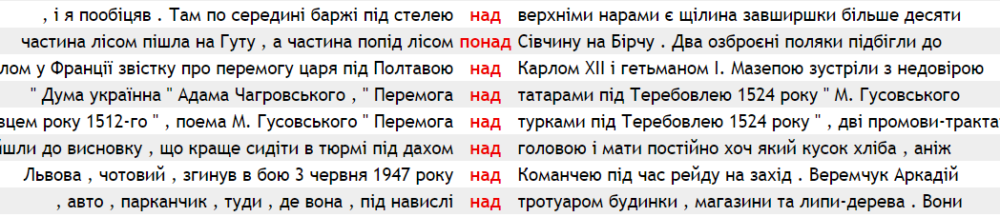 , і я пообіцяв . Там по середині баржі під стелею над верхніми нарами є щілина завширшки більше десяти
частина лісом пішла на Гуту , а частина попід лісом понад Сівчину на Бірчу . Два озброєні поляки підбігли до
лом у Франції звістку про перемогу царя під Полтавою над Карлом XII і гетьманом І. Мазепою зустріли з недовірою
" Дума українна " Адама Чагровського , " Перемога над татарами під Теребовлею 1524 року " М. Гусовського
вцем року 1512-го " , поема М. Гусовського " Перемога над турками під Теребовлею 1524 року " , дві промови-тракта
йшли до висновку , що краще сидіти в тюрмі під дахом над головою і мати постійно хоч який кусок хліба , аніж
Львова , чотовий , згинув в бою 3 червня 1947 року над Команчею під час рейду на захід . Веремчук Аркадій
, авто , парканчик , туди , де вона , під навислі над тротуаром будинки , магазини та липи-дерева . Вони